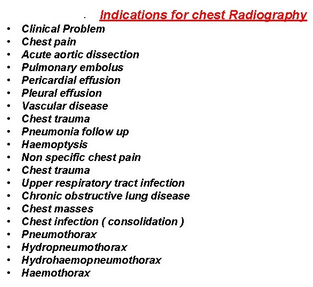 . Indications for chest Radiography
• Clinical Problem
• Chest pain
• Acute aortic dissection
• Pulmonary embolus
• Pericardial effusion
• Pleural effusion
• Vascular disease
• Chest trauma
• Pneumonia follow up
• Haemoptysis
• Non specific chest pain
• Chest trauma
• Upper respiratory tract infection
• Chronic obstructive lung disease
• Chest masses
• Chest infection ( consolidation )
• Pneumothorax
• Hydropneumothorax
• Hydrohaemopneumothorax
• Haemothorax